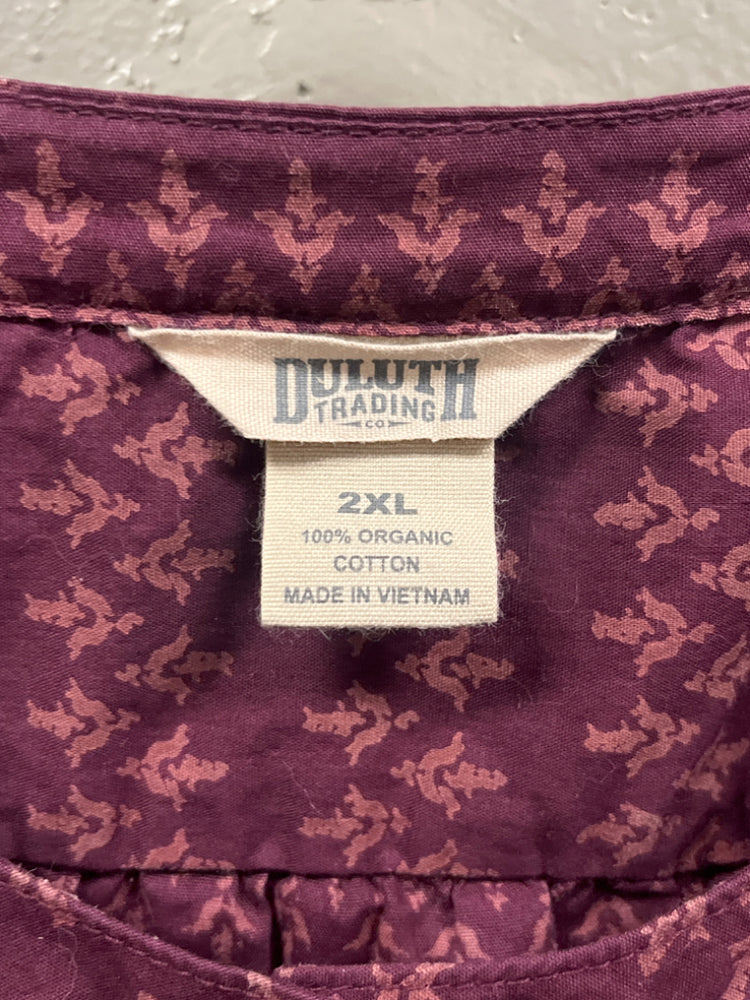 DULUTH
TRADING
CO
2XL
100% ORGANIC
COTTON
MADE IN VIETNAM